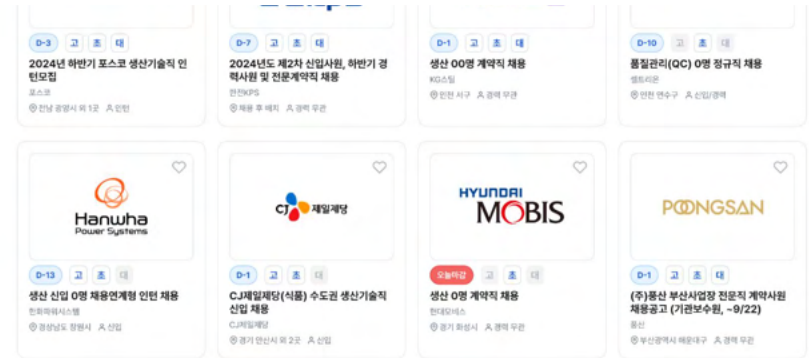 D-3 고 초 대
2024년 하반기 포스코 생산기술직 인
턴모집
포스코
전남 광양시 외 1곳 인턴
D-7 고 초 대
2024년도 제2차 신입사원, 하반기 경
력사원 및 전문계약직 채용
한전KPS
채용 후 배치 경력 무관
D-1 고 초 대
생산 00명 계약직 채용
KG스틸
인천 서구 경력 무관
D-10 고 초 대
품질관리(QC) 0명 정규직 채용
셀트리온
인천 연수구 신입/경력
Hanwha
Power Systems
D-13 고 초 대
생산 신입 0명 채용연계형 인턴 채용
한화파워시스템
경상남도 창원시 신입
CJ 제일제당
D-1 고 초 대
CJ제일제당(식품) 수도권 생산기술직
신입 채용
CJ제일제당
경기 안산시 외 2곳 신입
HYUNDAI
MOBIS
오늘마감 고 초 대
생산 0명 계약직 채용
현대모비스
경기 화성시 경력 무관
POONGSAN
D-1 고 초 대
(주)풍산 부산사업장 전문직 계약사원
채용공고 (기관보수원, ~9/22)
풍산
부산광역시 해운대구 경력 무관